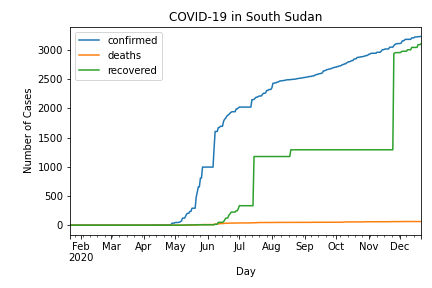 COVID-19 in South Sudan
confirmed
deaths
recovered
Number of Cases
3000
2500
2000
1500
1000
500
0
Feb Mar Apr May Jun Jul Aug Sep Oct Nov Dec
2020
Day